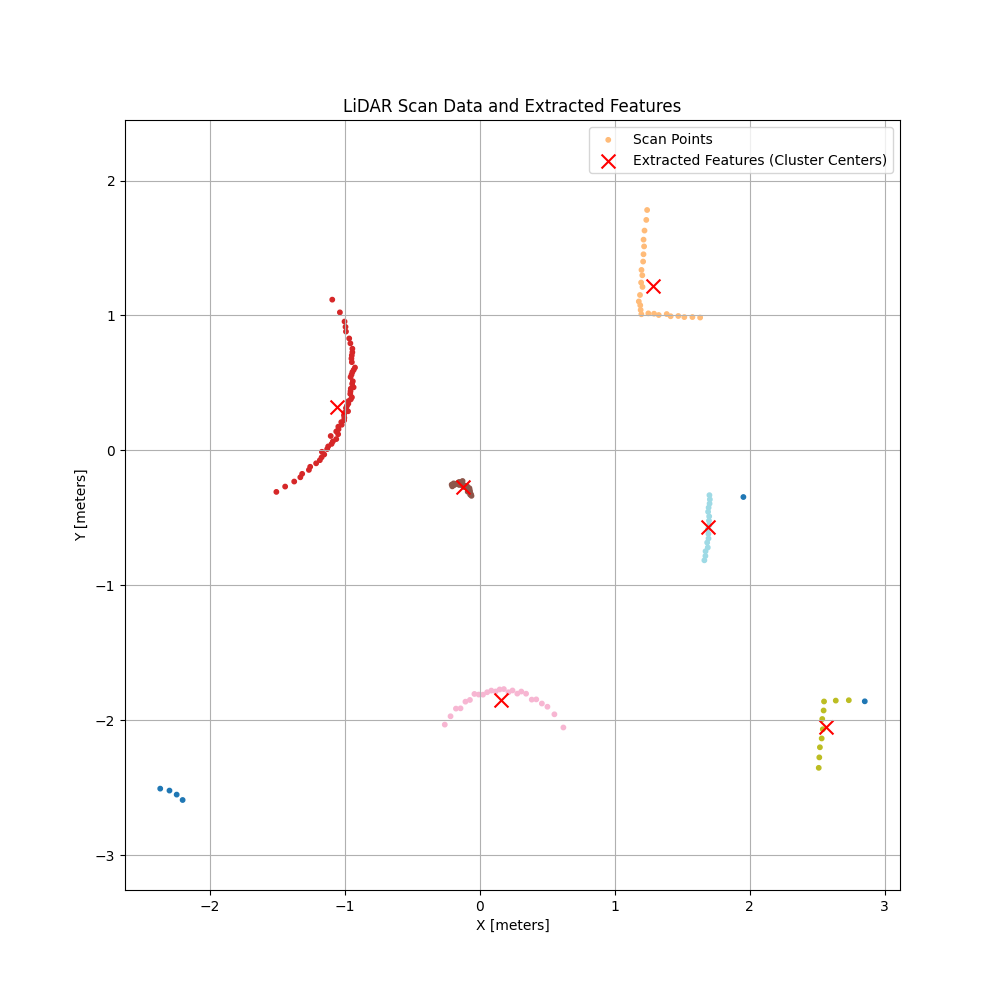 LiDAR Scan Data and Extracted Features
Scan Points
Extracted Features (Cluster Centers)
2
1
0
−1
−2
−3
Y [meters]
−2
−1
0
1
2
3
X [meters]